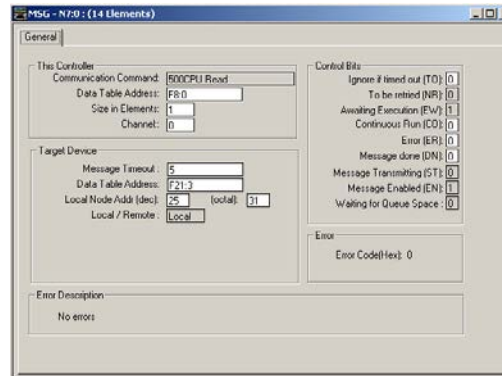 MSG - N7:0 : (14 Elements)
General
This Controller
Communication Command: 500CPU Read
Data Table Address: F8:0
Size in Elements: 1
Channel: 0
Target Device
Message Timeout : 5
Data Table Address: F21:3
Local Node Addr (dec): 25 (octal): 31
Local / Remote : Local
Control Bits
Ignore if timed out (TO): 0
To be retried (NR): 0
Awaiting Execution (EW): 1
Continuous Run (CO): 0
Error (ER): 0
Message done (DN): 0
Message Transmitting (ST): 0
Message Enabled (EN): 1
Waiting for Queue Space : 0
Error
Error Code(Hex): 0
Error Description
No errors